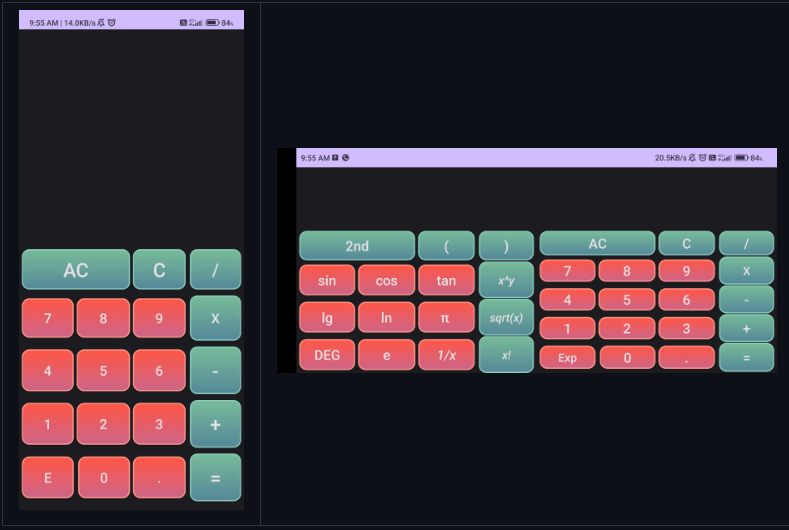 9:55 AM | 14.0KB/s 84%
AC C /
7 8 9 X
4 5 6 -
1 2 3 +
E 0 . =
9:55 AM 20.5KB/s 84%
2nd ( ) AC C /
sin cos tan x^y 7 8 9 X
4 5 6 -
lg ln π sqrt(x) 1 2 3 +
DEG e 1/x x! Exp 0 . =